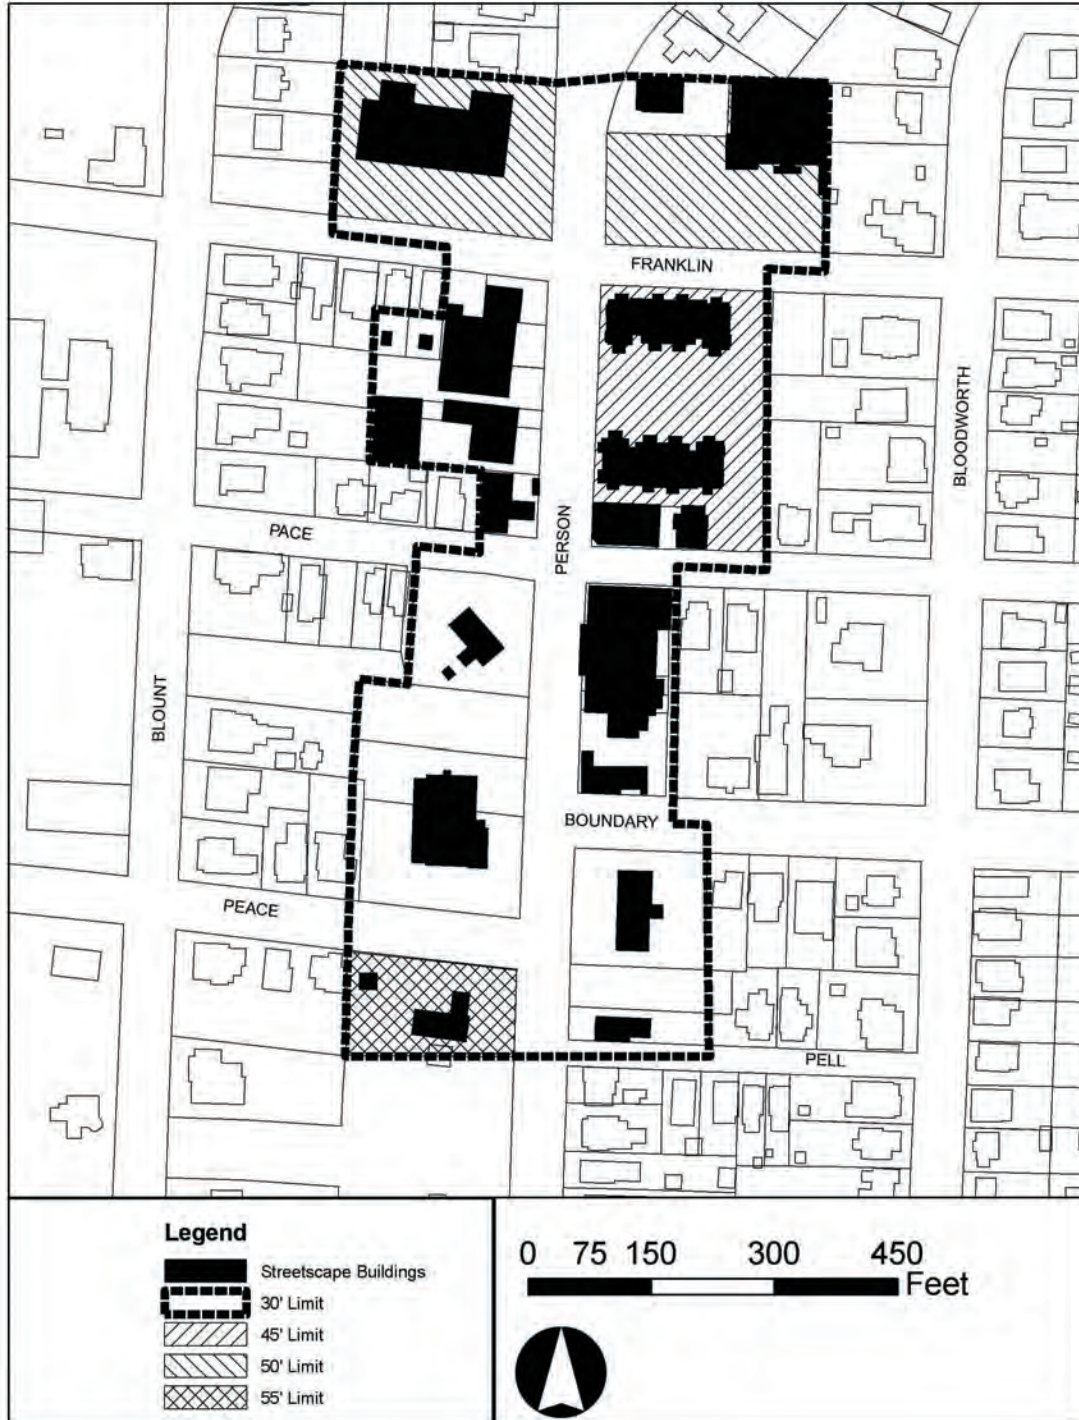 FRANKLIN
BLOODWORTH
PERSON
PACE
BLOUNT
BOUNDARY
PEACE
PELL
Legend
Streetscape Buildings
30' Limit
45' Limit
50' Limit
55' Limit
0 75 150 300 450
Feet